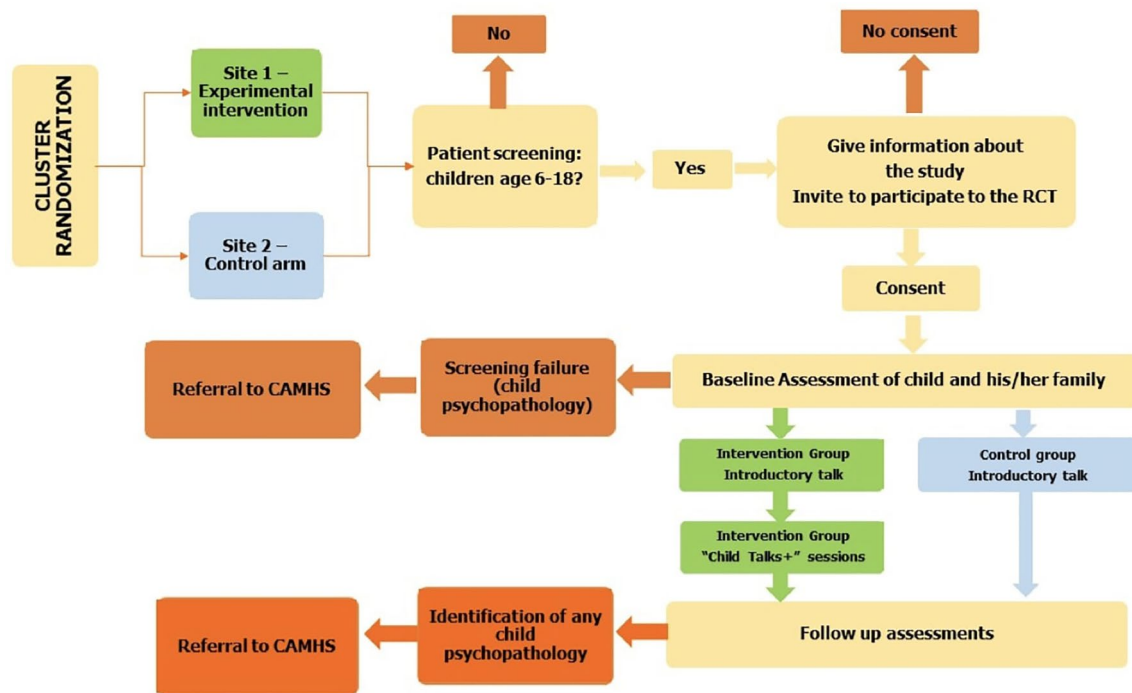 CLUSTER
RANDOMIZATION
Site 1 –
Experimental
intervention
Site 2 –
Control arm
No
Patient screening:
children age 6-18?
Yes
No consent
Give information about
the study
Invite to participate to the RCT
Consent
Baseline Assessment of child and his/her family
Screening failure
(child
psychopathology)
Referral to CAMHS
Intervention Group
Introductory talk
Control group
Introductory talk
Intervention Group
"Child Talks+" sessions
Follow up assessments
Identification of any
child
psychopathology
Referral to CAMHS